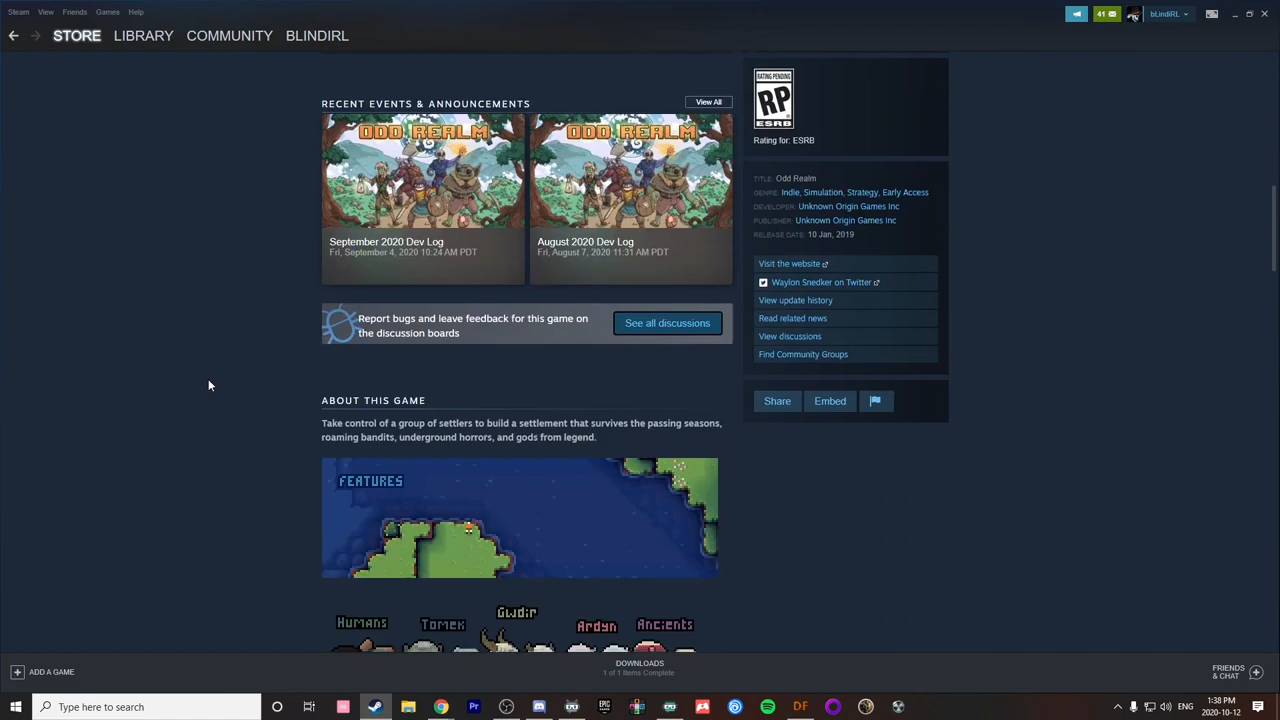 Steam View Friends Games Help
41
bLindiRL
STORE LIBRARY COMMUNITY BLINDIRL
RECENT EVENTS & ANNOUNCEMENTS
View All
ODD REALM
ODD REALM
September 2020 Dev Log
Fri, September 4, 2020 10:24 AM PDT
August 2020 Dev Log
Fri, August 7, 2020 11:31 AM PDT
Report bugs and leave feedback for this game on
the discussion boards
See all discussions
ABOUT THIS GAME
Take control of a group of settlers to build a settlement that survives the passing seasons,
roaming bandits, underground horrors, and gods from legend.
FEATURES
Humans
Tomek
Gwdir
Ardyn
Ancients
RATING PENDING
RP
ESRB
Rating for: ESRB
TITLE: Odd Realm
GENRE: Indie, Simulation, Strategy, Early Access
DEVELOPER: Unknown Origin Games Inc
PUBLISHER: Unknown Origin Games Inc
RELEASE DATE: 10 Jan, 2019
Visit the website
Waylon Snedker on Twitter
View update history
Read related news
View discussions
Find Community Groups
Share
Embed
ADD A GAME
DOWNLOADS
1 of 1 Items Complete
FRIENDS
& CHAT
Type here to search
Pr
EPIC
DF
ENG
1:38 PM
2020-10-12